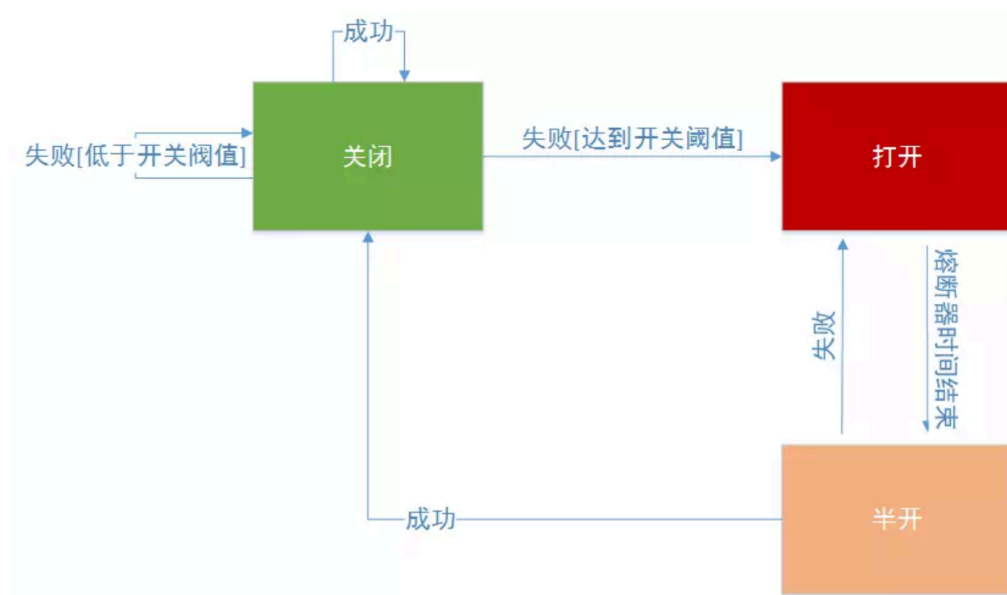 成功
失败[低于开关阀值]
关闭
失败[达到开关阈值]
打开
失败
熔断器时间结束
成功
半开